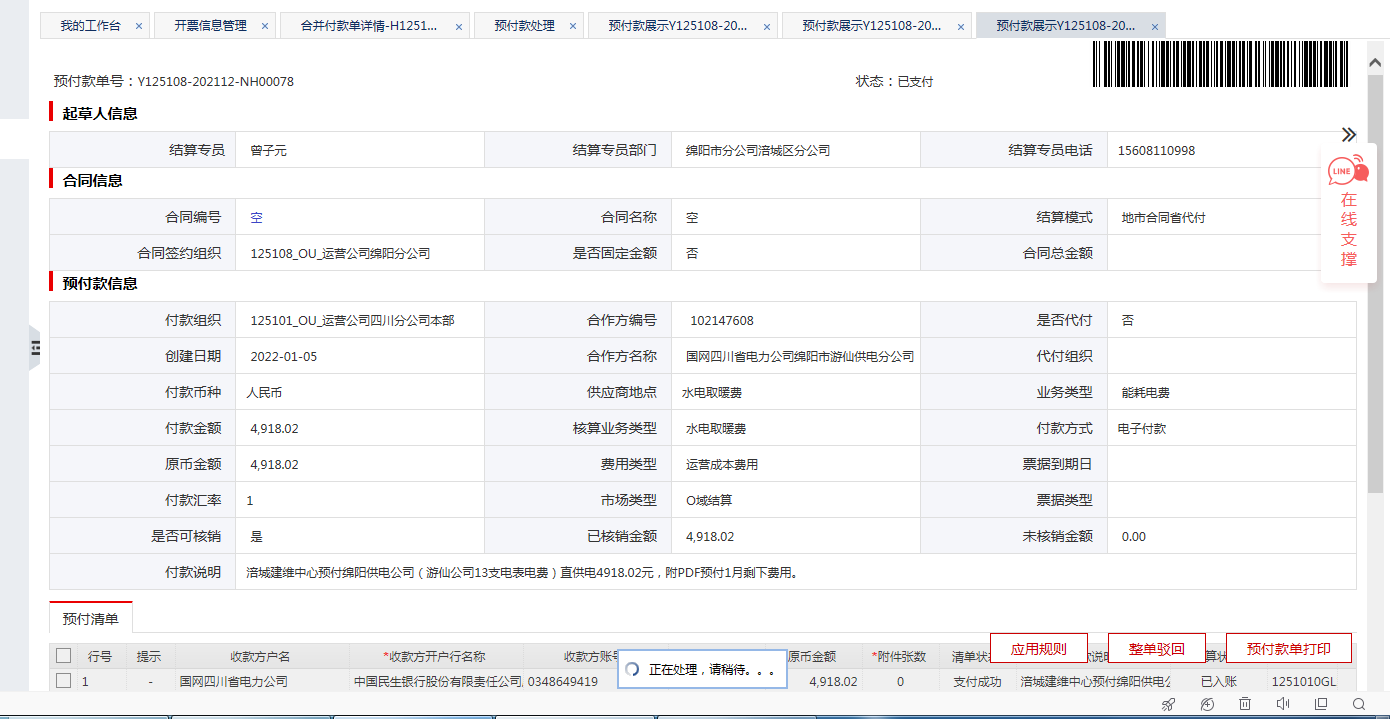 我的工作台 × 开票信息管理 × 合并付款单详情-H1251... × 预付款处理 × 预付款展示Y125108-20... × 预付款展示Y125108-20... × 预付款展示Y125108-20... ×
预付款单号：Y125108-202112-NH00078 状态：已支付
起草人信息
结算专员 曾子元 结算专员部门 绵阳市分公司涪城区分公司 结算专员电话 15608110998
合同信息
合同编号 空 合同名称 空 结算模式 地市合同省代付
合同签约组织 125108_OU_运营公司绵阳分公司 是否固定金额 否 合同总金额
LINE
在线支撑
预付款信息
付款组织 125101_OU_运营公司四川分公司本部 合作方编号 102147608 是否代付 否
创建日期 2022-01-05 合作方名称 国网四川省电力公司绵阳市游仙供电分公司 代付组织
付款币种 人民币 供应商地点 水电取暖费 业务类型 能耗电费
付款金额 4,918.02 核算业务类型 水电取暖费 付款方式 电子付款
原币金额 4,918.02 费用类型 运营成本费用 票据到期日
付款汇率 1 市场类型 O域结算 票据类型
是否可核销 是 已核销金额 4,918.02 未核销金额 0.00
付款说明 涪城建维中心预付绵阳供电公司（游仙公司13支电表电费）直供电4918.02元，附PDF预付1月剩下费用。
预付清单
应用规则 整单驳回 预付款单打印
行号 提示 收款方户名 *收款方开户行名称 收款方账号 原币金额 *附件张数 清单状
正在处理，请稍待。。。
1 - 国网四川省电力公司 中国民生银行股份有限责任公司 0348649419 4,918.02 0 支付成功 涪城建维中心预付绵阳供电公 已入账 1251010GL